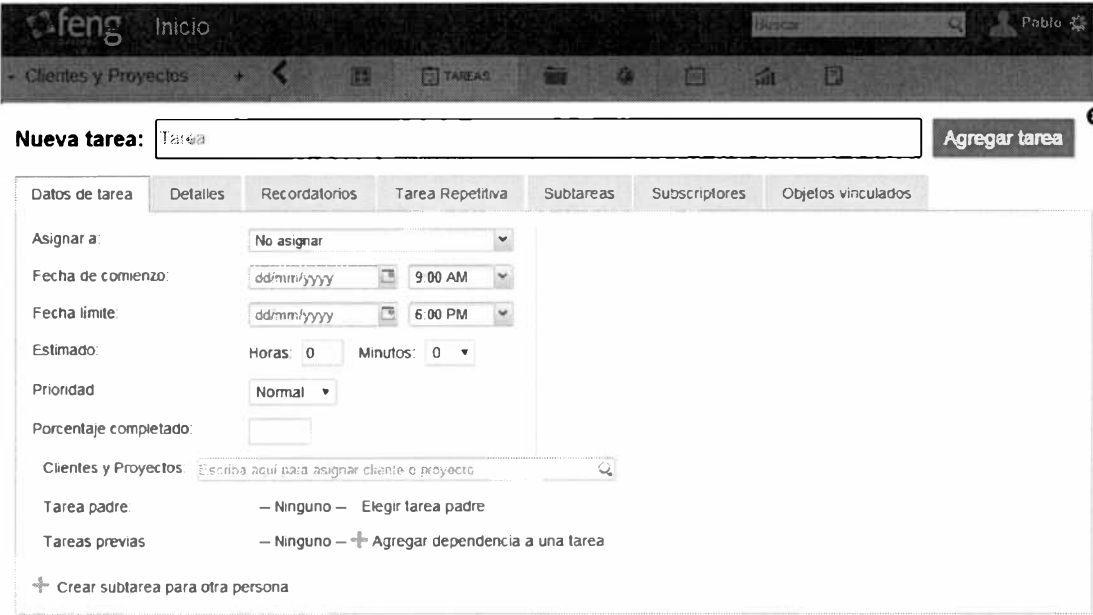 feng Inicio Buscar Pablo
Clientes y Proyectos + TAREAS
Nueva tarea: Tarea Agregar tarea
Datos de tarea Detalles Recordatorios Tarea Repetitiva Subtareas Subscriptores Objetos vinculados
Asignar a: No asignar
Fecha de comienzo: dd/mm/yyyy 9:00 AM
Fecha límite: dd/mm/yyyy 6:00 PM
Estimado: Horas: 0 Minutos: 0
Prioridad Normal
Porcentaje completado:
Clientes y Proyectos: Escriba aquí para asignar cliente o proyecto
Tarea padre: -- Ninguno -- Elegir tarea padre
Tareas previas -- Ninguno -- + Agregar dependencia a una tarea
+ Crear subtarea para otra persona